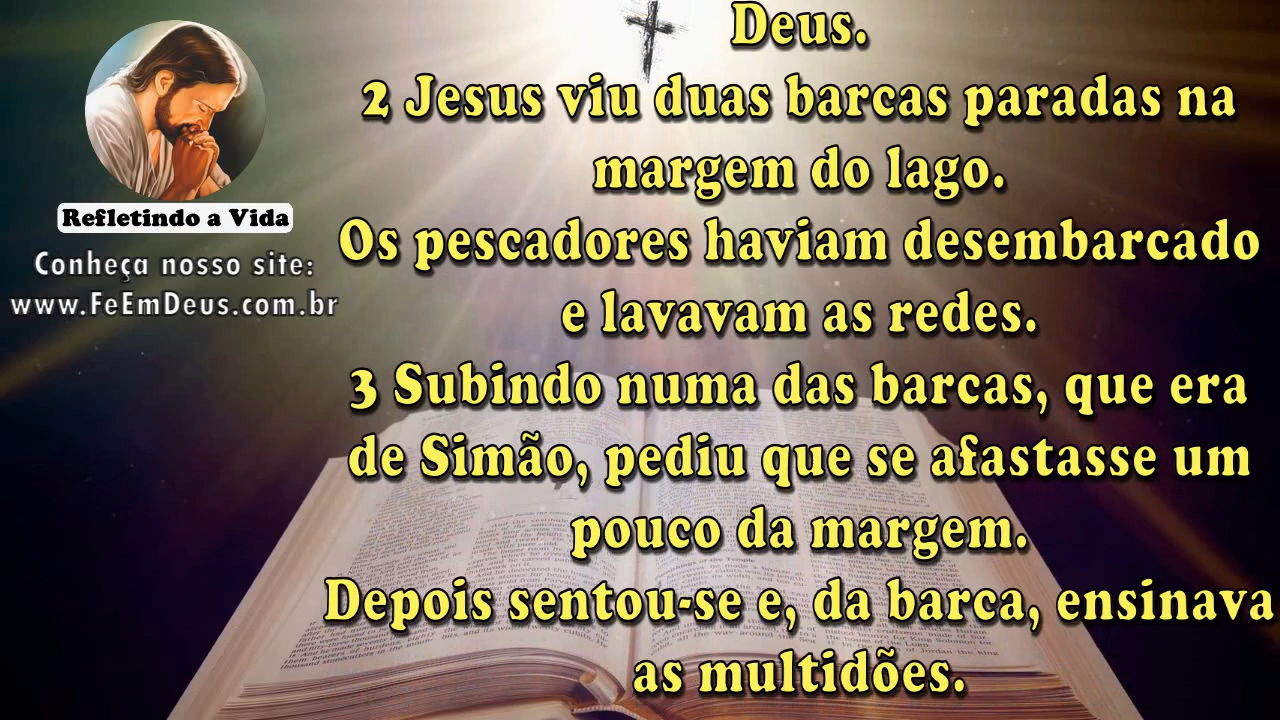 Deus.
2 Jesus viu duas barcas paradas na
margem do lago.
Os pescadores haviam desembarcado
e lavavam as redes.
3 Subindo numa das barcas, que era
de Simão, pediu que se afastasse um
pouco da margem.
Depois sentou-se e, da barca, ensinava
as multidões.
Refletindo a Vida
Conheça nosso site:
www.FeEmDeus.com.br